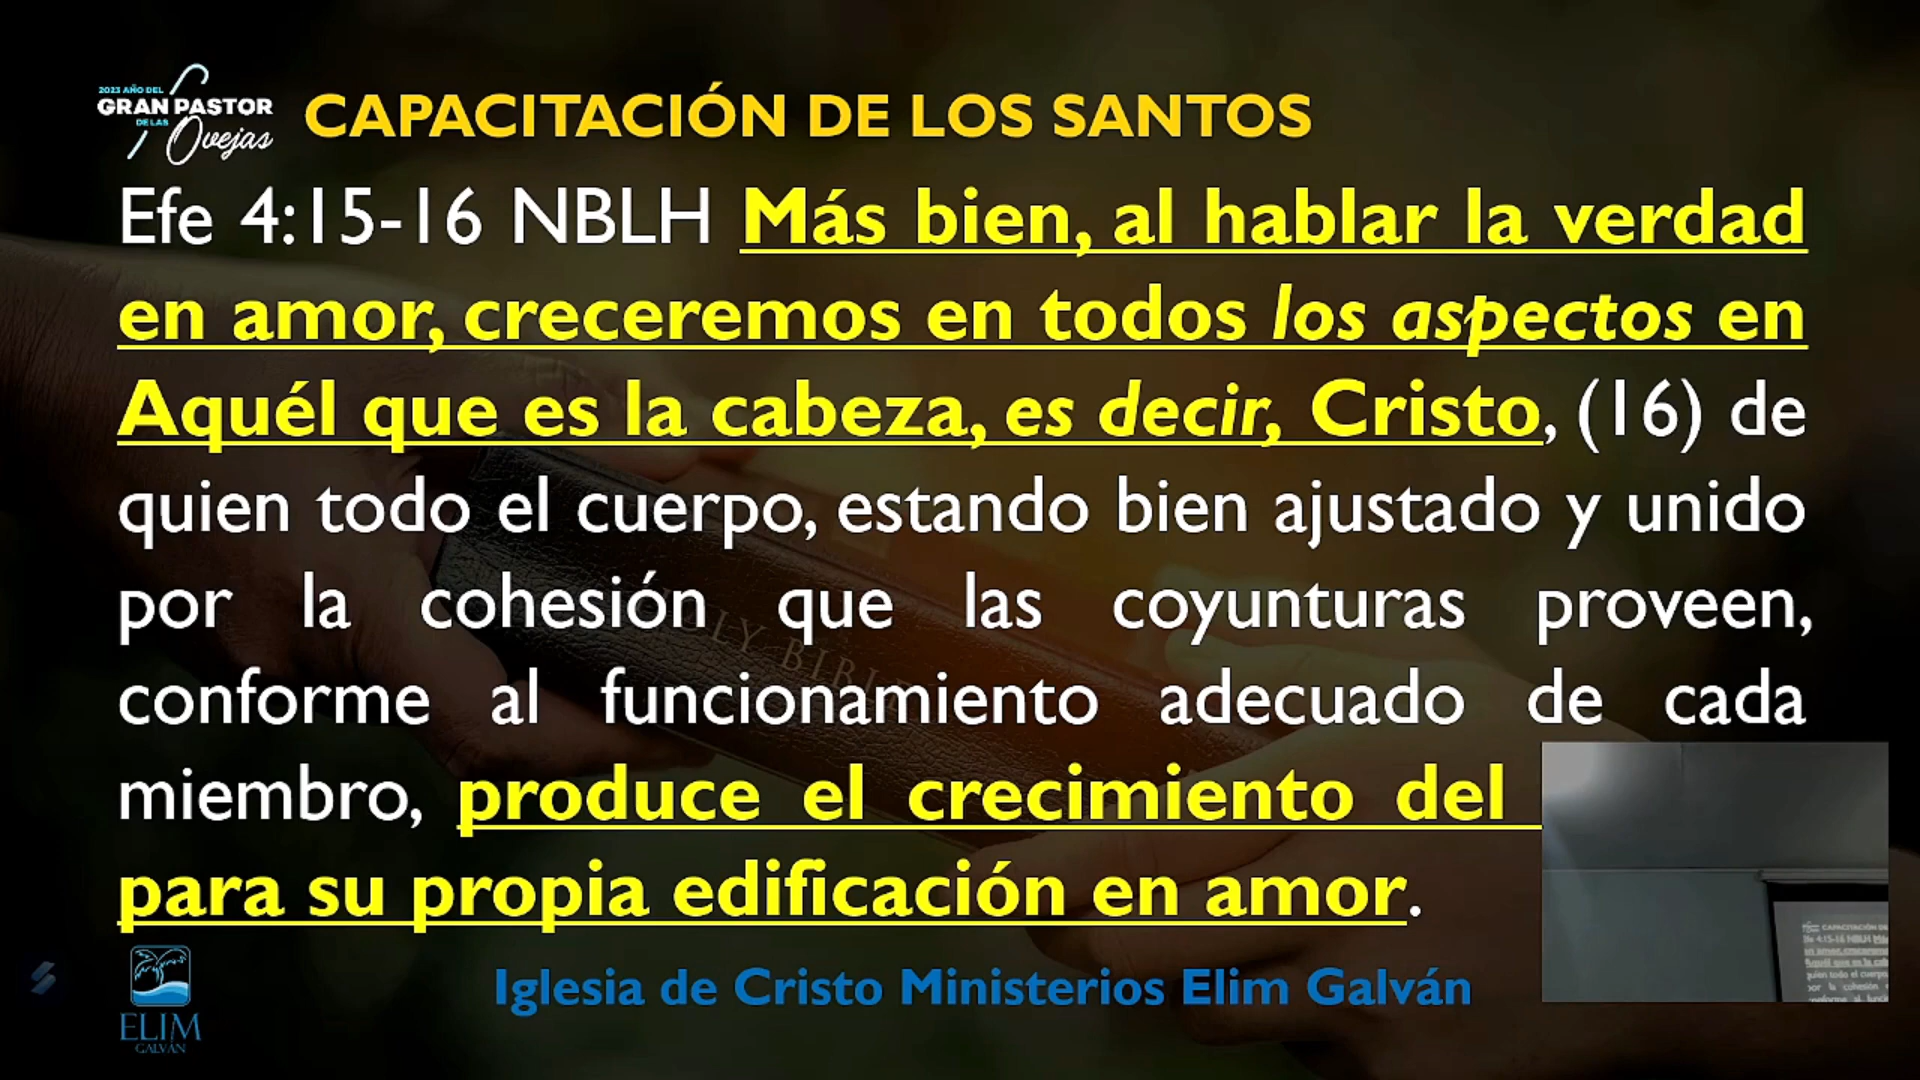 2023 AÑO DEL
GRAN PASTOR
DE LAS
Ovejas
CAPACITACIÓN DE LOS SANTOS
Efe 4:15-16 NBLH Más bien, al hablar la verdad
en amor, creceremos en todos los aspectos en
Aquél que es la cabeza, es decir, Cristo, (16) de
quien todo el cuerpo, estando bien ajustado y unido
por la cohesión que las coyunturas proveen,
conforme al funcionamiento adecuado de cada
miembro, produce el crecimiento del
para su propia edificación en amor.
HOLY BIBLE
ELIM
GALVÁN
Iglesia de Cristo Ministerios Elim Galván